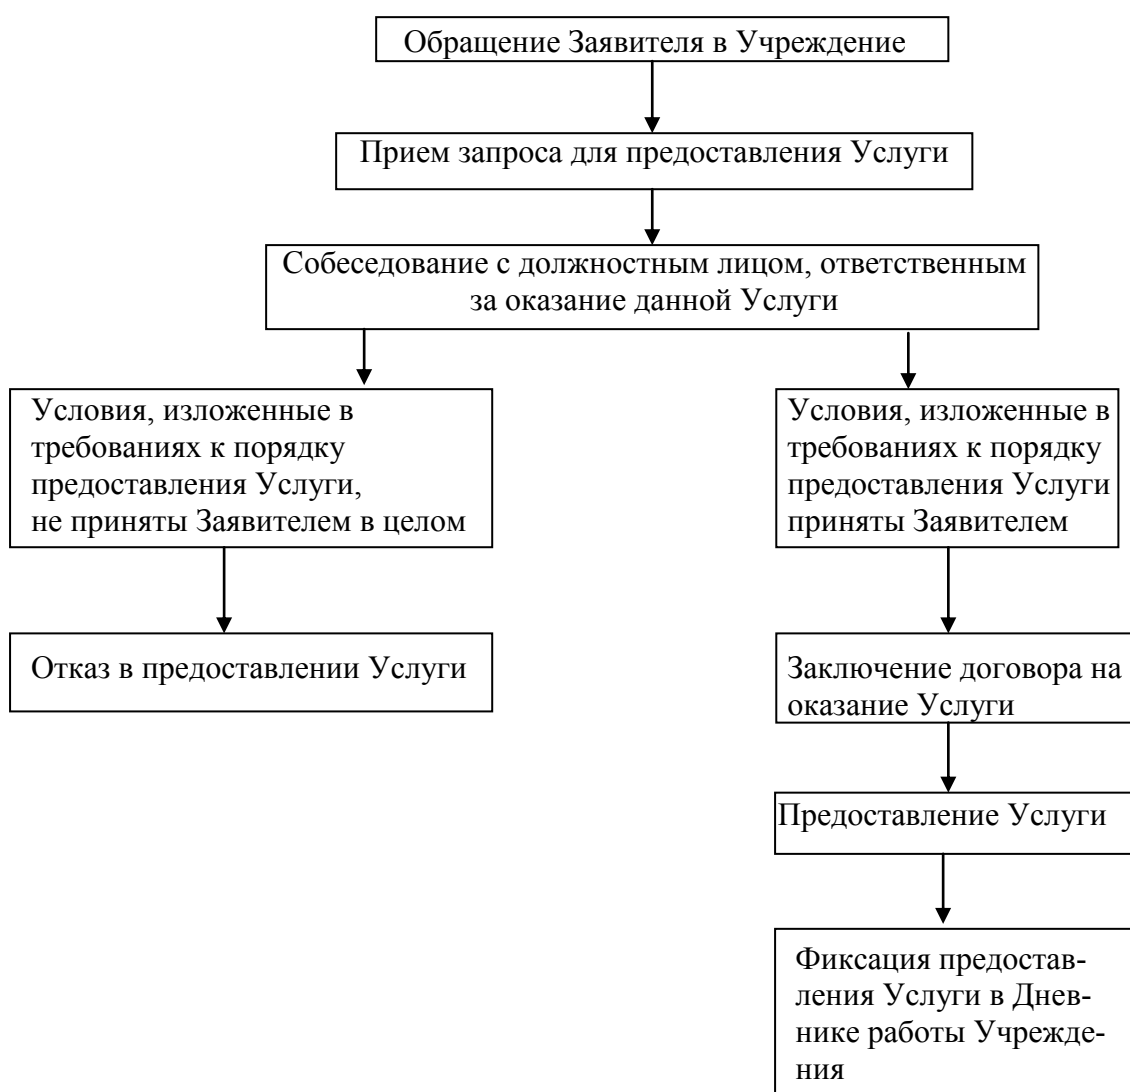 Обращение Заявителя в Учреждение
Прием запроса для предоставления Услуги
Собеседование с должностным лицом, ответственным
за оказание данной Услуги
Условия, изложенные в
требованиях к порядку
предоставления Услуги,
не приняты Заявителем в целом
Условия, изложенные в
требованиях к порядку
предоставления Услуги
приняты Заявителем
Отказ в предоставлении Услуги
Заключение договора на
оказание Услуги
Предоставление Услуги
Фиксация предостав-
ления Услуги в Днев-
нике работы Учрежде-
ния